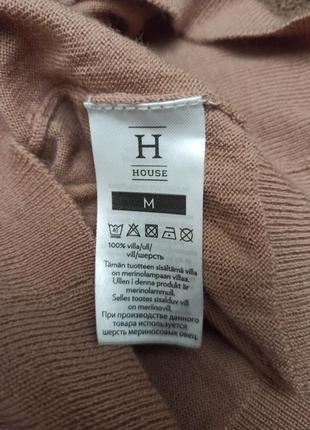 H
HOUSE
M
100% villa/ull/
vill/шерсть
Tämän tuotteen sisältämä villa
on merinolampaan villaa.
Ullen i denna produkt är
merinolammull.
Selles tootes sisalduv vill
on meriinovill.
При производстве данного
товара используется
шерсть мериносовых овец.